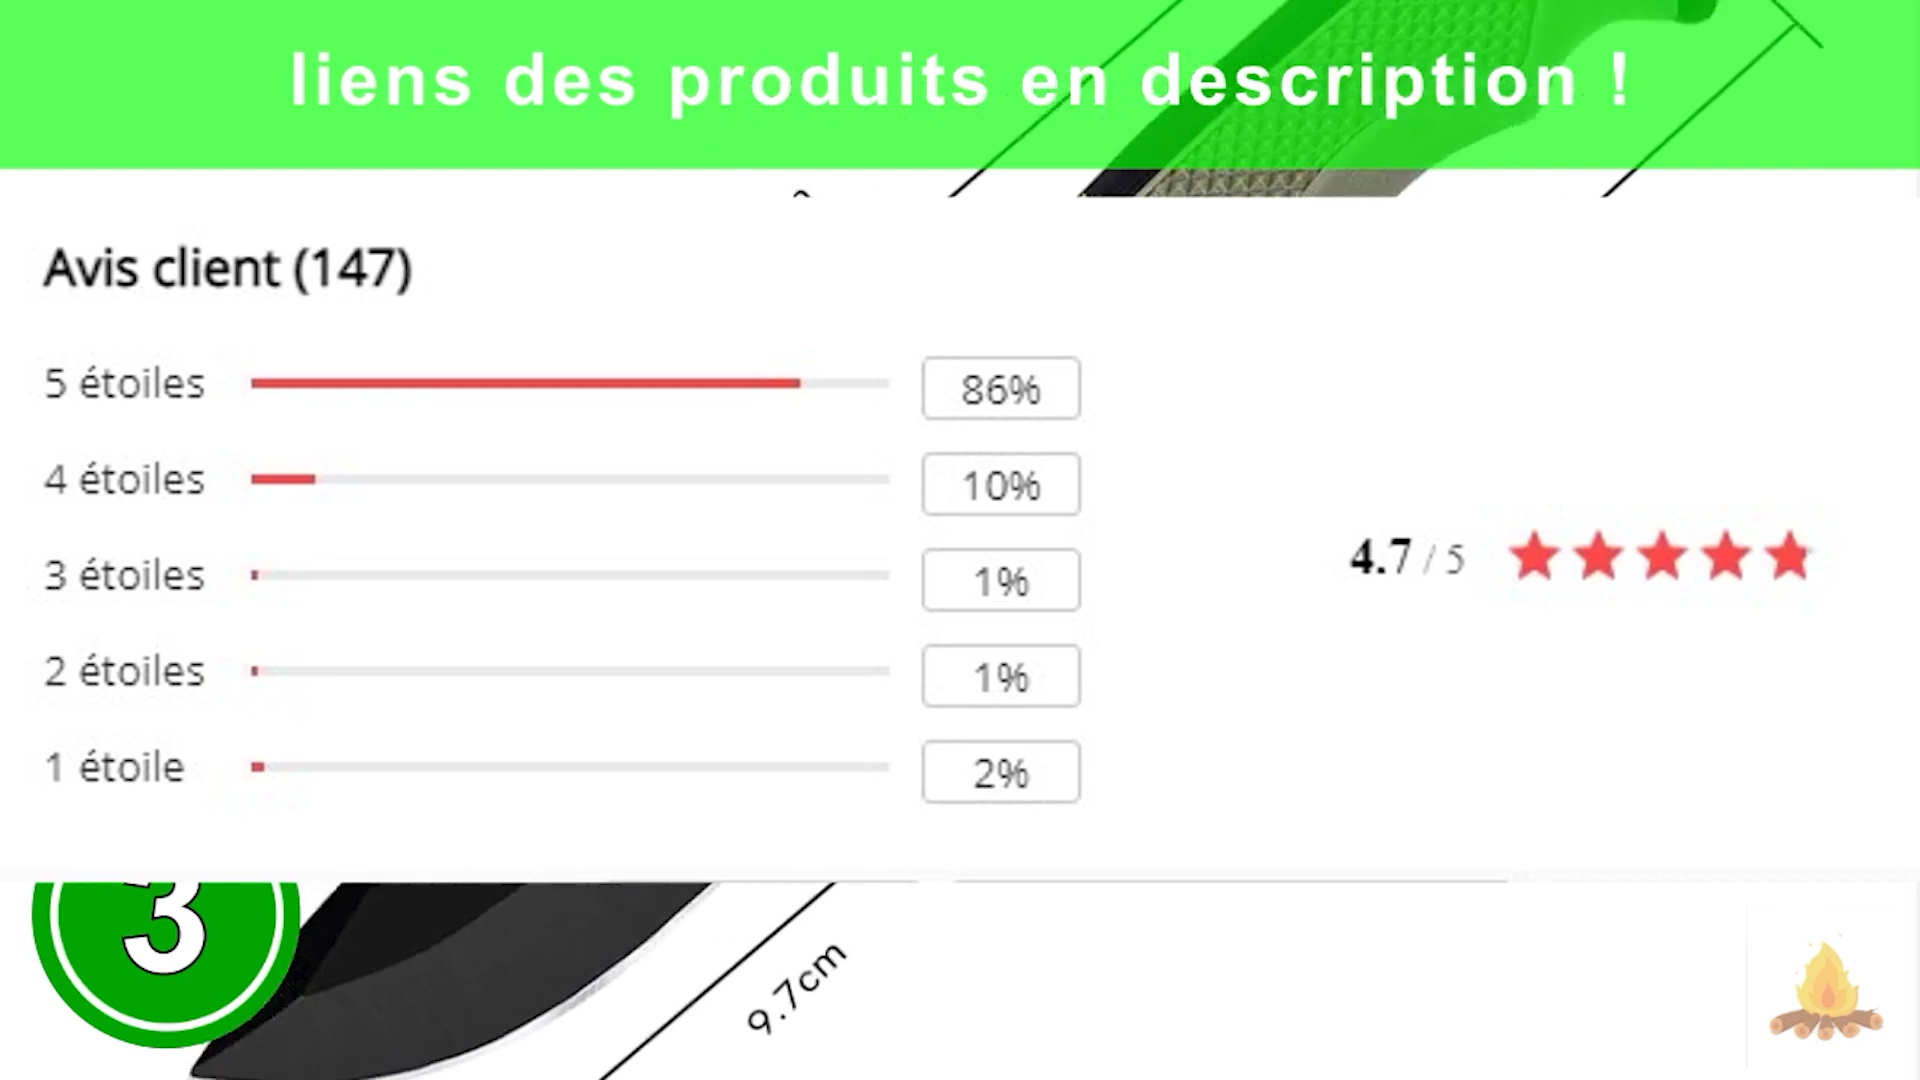 liens des produits en description !
Avis client (147)
5 étoiles 86%
4 étoiles 10%
3 étoiles 1%
2 étoiles 1%
1 étoile 2%
4.7 / 5
3
9.7cm